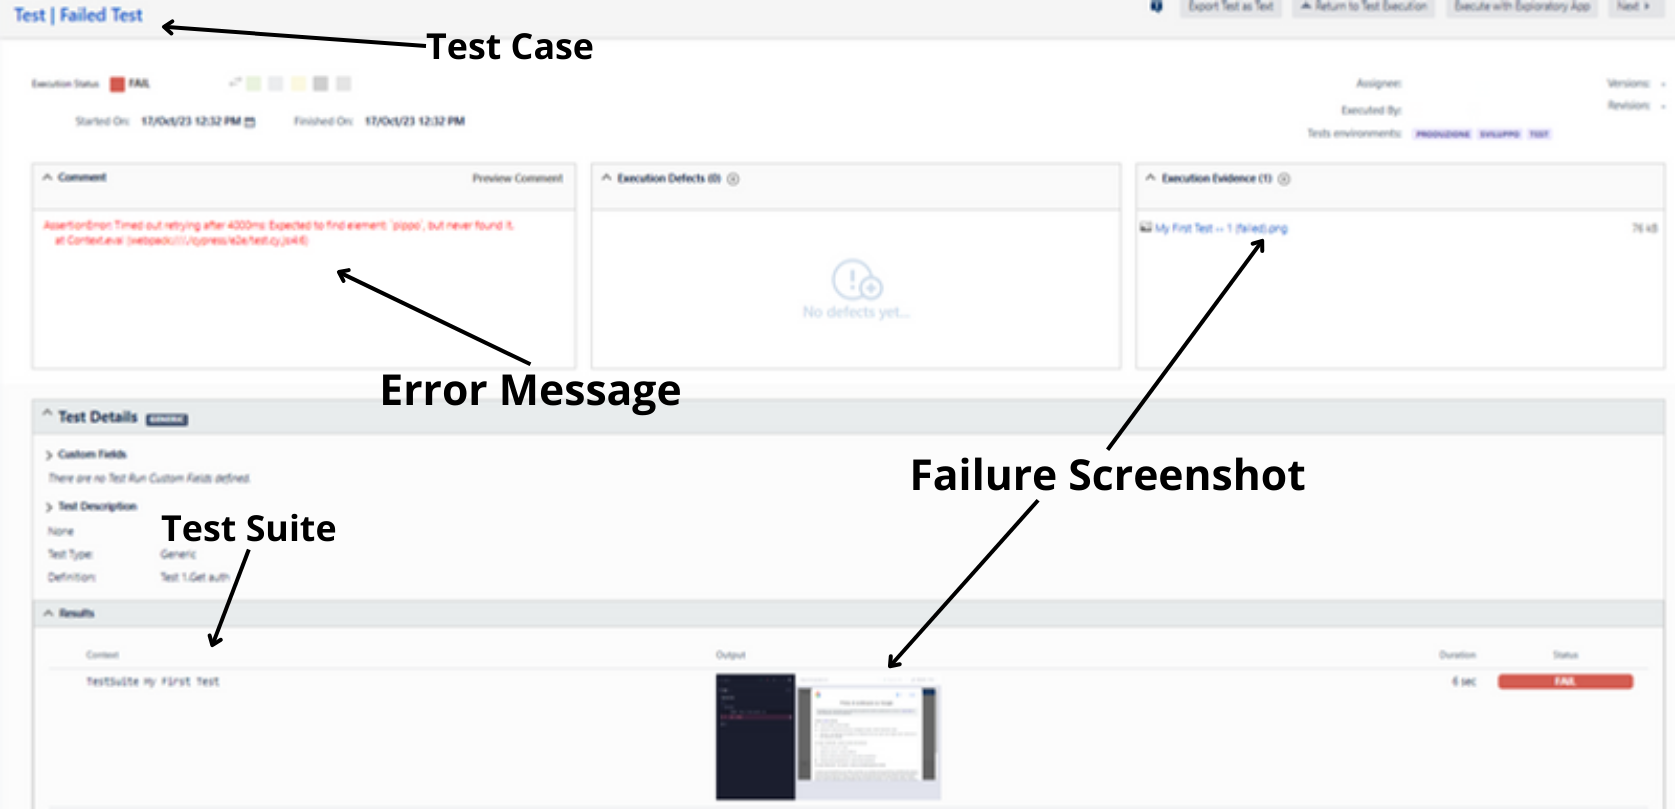 Test | Failed Test
Export Test as Text
Return to Test Execution
Execute with Exploratory App
Next
Test Case
Execution Status
FAIL
Assignee:
Versions: -
Executed By:
Revision: -
Started On: 17/Oct/23 12:32 PM
Finished On: 17/Oct/23 12:32 PM
Tests environments: PRODUZIONE SVILUPPO TEST
Comment
Preview Comment
Execution Defects (0)
Execution Evidence (1)
AssertionError: Timed out retrying after 4000ms: Expected to find element: `pippo`, but never found it.
at Context.eval (webpack:////cypress/e2e/test.cy.js:4:6)
My First Test -- 1 (failed).png
76 kB
No defects yet...
Error Message
Test Details GENERIC
Custom Fields
There are no Test Run Custom Fields defined.
Failure Screenshot
Test Description
Test Suite
None
Test Type: Generic
Definition: Test 1.Get auth
Results
Context
Output
Duration
Status
TestSuite My First Test
6 sec
FAIL